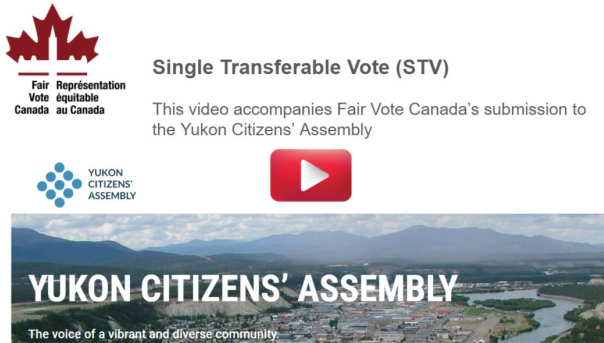 Fair Représentation
Vote équitable
Canada au Canada
Single Transferable Vote (STV)
This video accompanies Fair Vote Canada's submission to
the Yukon Citizens' Assembly
YUKON
CITIZENS'
ASSEMBLY
YUKON CITIZENS' ASSEMBLY
The voice of a vibrant and diverse community.